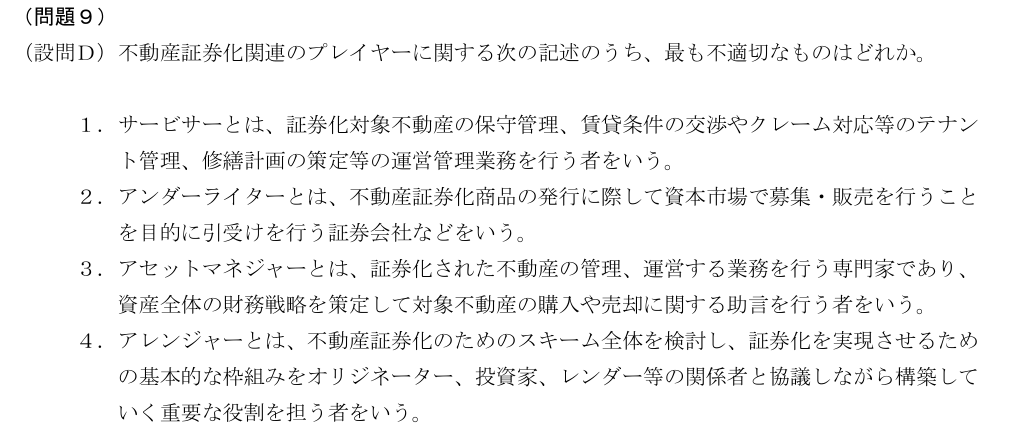 （問題９）
（設問Ｄ）不動産証券化関連のプレイヤーに関する次の記述のうち、最も不適切なものはどれか。
１．サービサーとは、証券化対象不動産の保守管理、賃貸条件の交渉やクレーム対応等のテナン
ト管理、修繕計画の策定等の運営管理業務を行う者をいう。
２．アンダーライターとは、不動産証券化商品の発行に際して資本市場で募集・販売を行うこと
を目的に引受けを行う証券会社などをいう。
３．アセットマネジャーとは、証券化された不動産の管理、運営する業務を行う専門家であり、
資産全体の財務戦略を策定して対象不動産の購入や売却に関する助言を行う者をいう。
４．アレンジャーとは、不動産証券化のためのスキーム全体を検討し、証券化を実現させるため
の基本的な枠組みをオリジネーター、投資家、レンダー等の関係者と協議しながら構築して
いく重要な役割を担う者をいう。